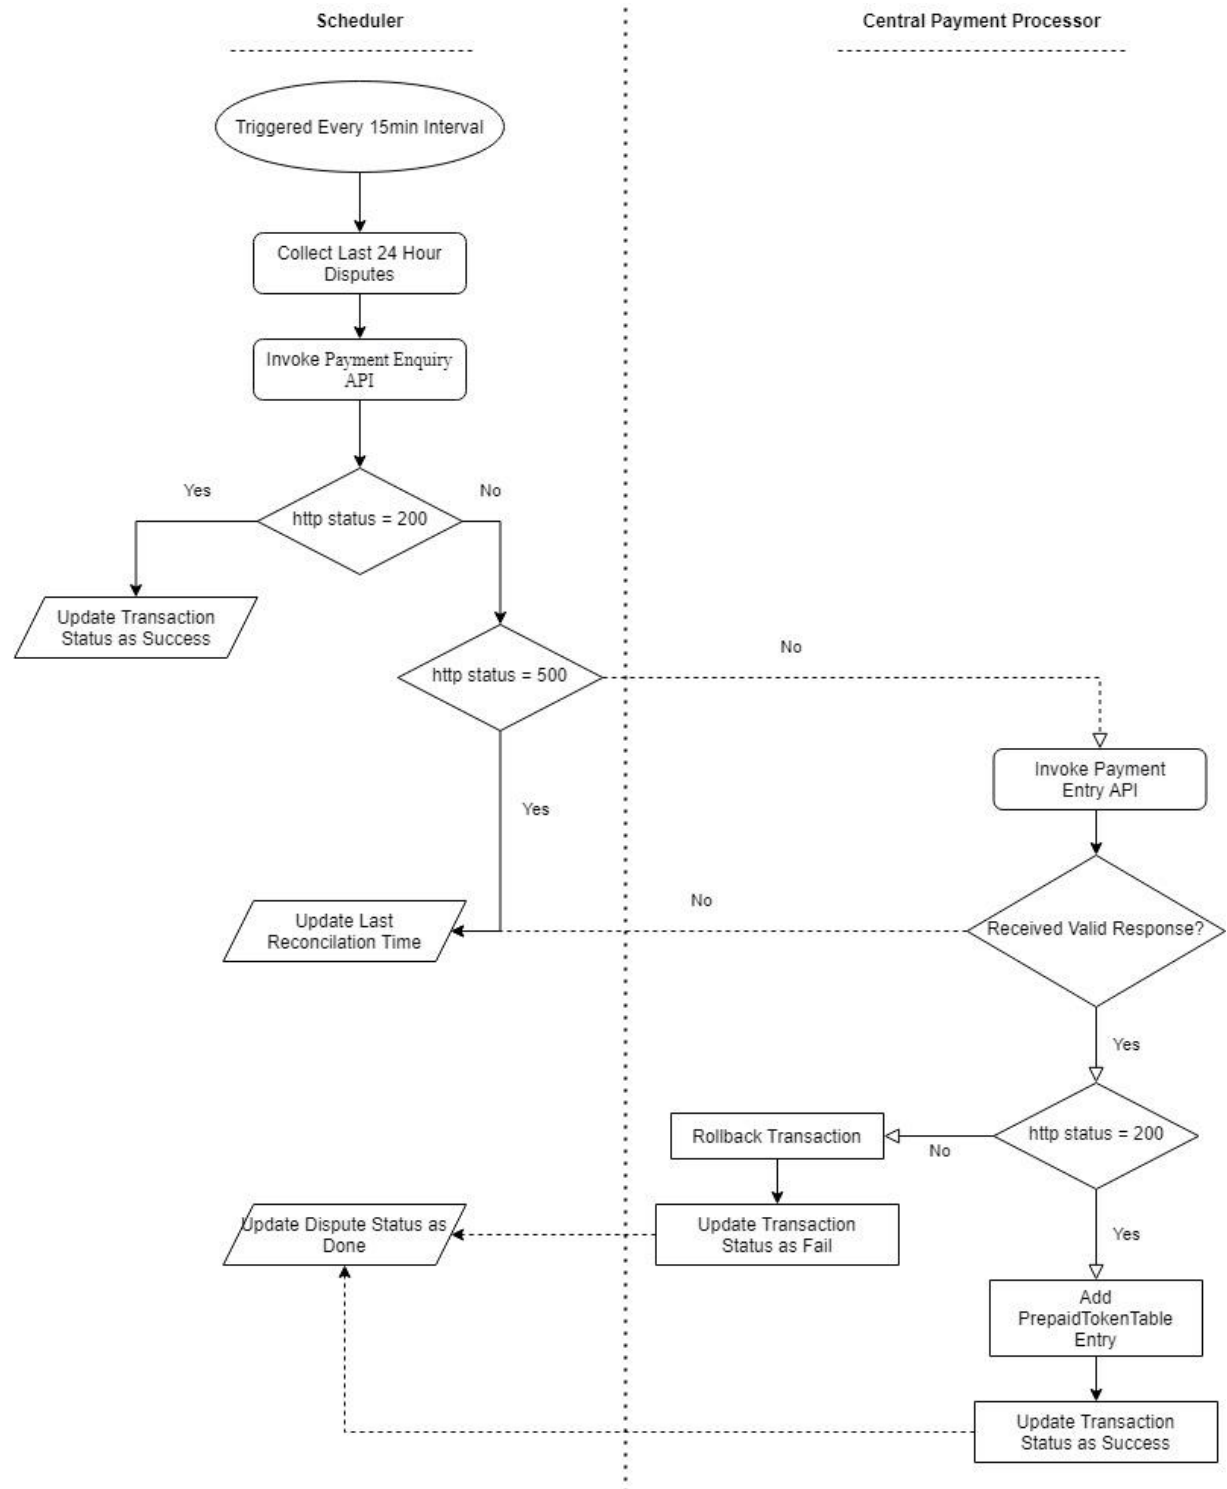 Scheduler
Central Payment Processor
Triggered Every 15min Interval
Collect Last 24 Hour
Disputes
Invoke Payment Enquiry
API
Yes
No
http status = 200
Update Transaction
Status as Success
http status = 500
No
Invoke Payment
Entry API
Yes
Update Last
Reconcilation Time
No
Received Valid Response?
Yes
Rollback Transaction
No
http status = 200
Update Dispute Status as
Done
Update Transaction
Status as Fail
Yes
Add
PrepaidTokenTable
Entry
Update Transaction
Status as Success